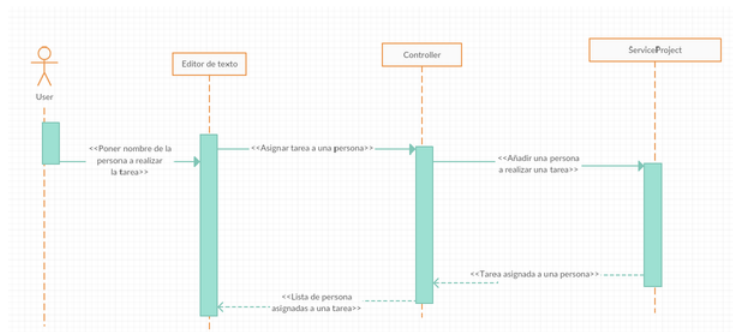 ServiceProject
Controller
Editor de texto
User
<<Poner nombre de la
persona a realizar
la tarea>>
<<Asignar tarea a una persona>>
<<Añadir una persona
a realizar una tarea>>
<<Tarea asignada a una persona>>
<<Lista de persona
asignadas a una tarea>>